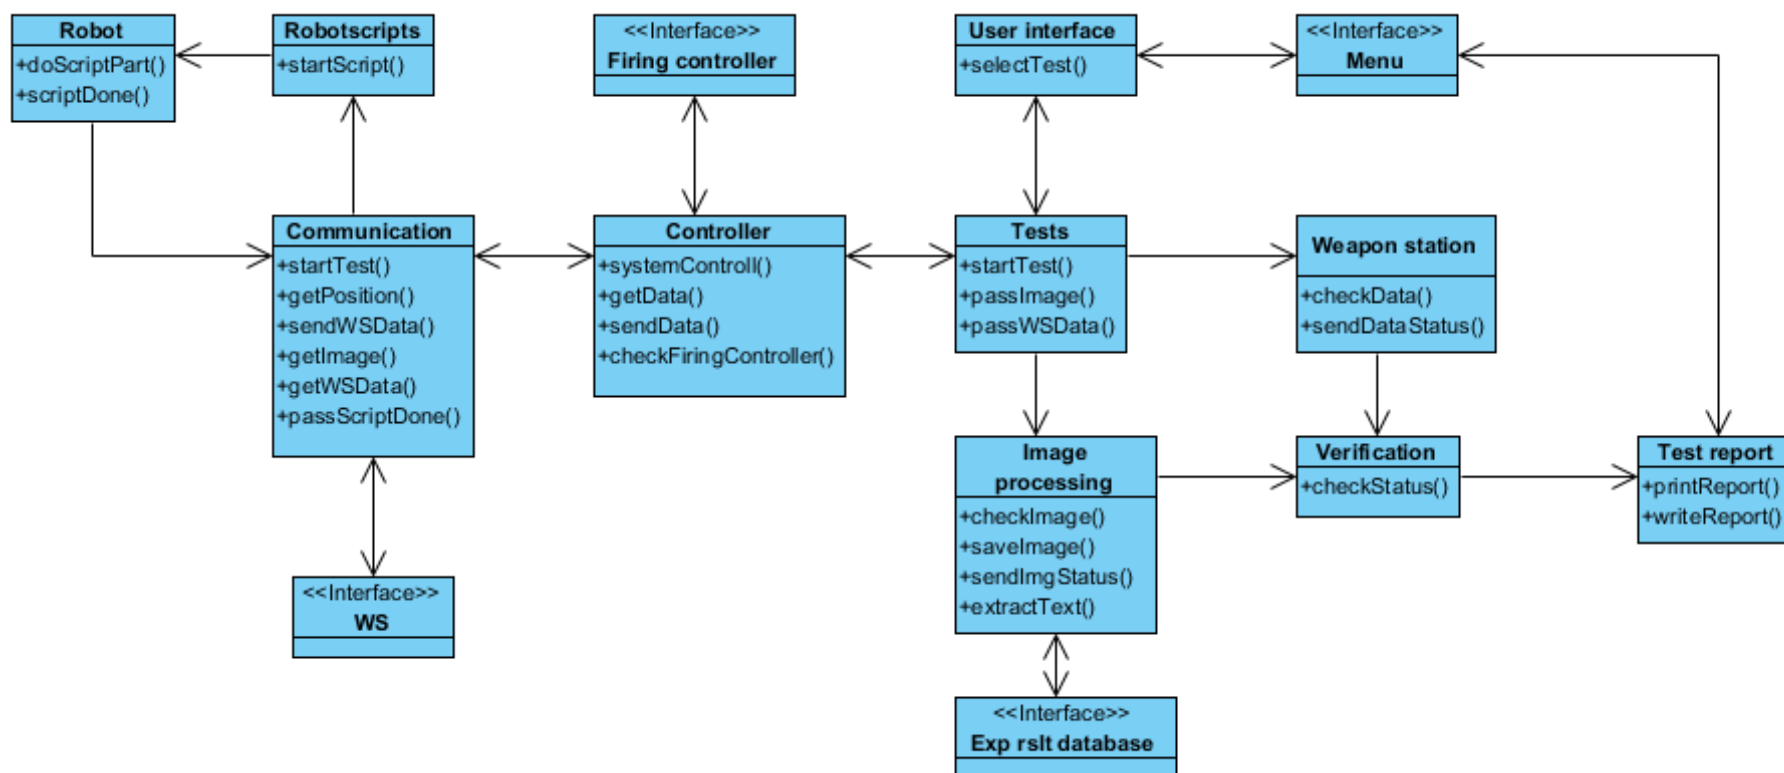 Robot
+doScriptPart()
+scriptDone()
Robotscripts
+startScript()
<<Interface>>
Firing controller
User interface
+selectTest()
<<Interface>>
Menu
Communication
+startTest()
+getPosition()
+sendWSData()
+getImage()
+getWSData()
+passScriptDone()
Controller
+systemControll()
+getData()
+sendData()
+checkFiringController()
Tests
+startTest()
+passImage()
+passWSData()
Weapon station
+checkData()
+sendDataStatus()
Image
processing
+checkImage()
+saveImage()
+sendImgStatus()
+extractText()
Verification
+checkStatus()
Test report
+printReport()
+writeReport()
<<Interface>>
WS
<<Interface>>
Exp rslt database